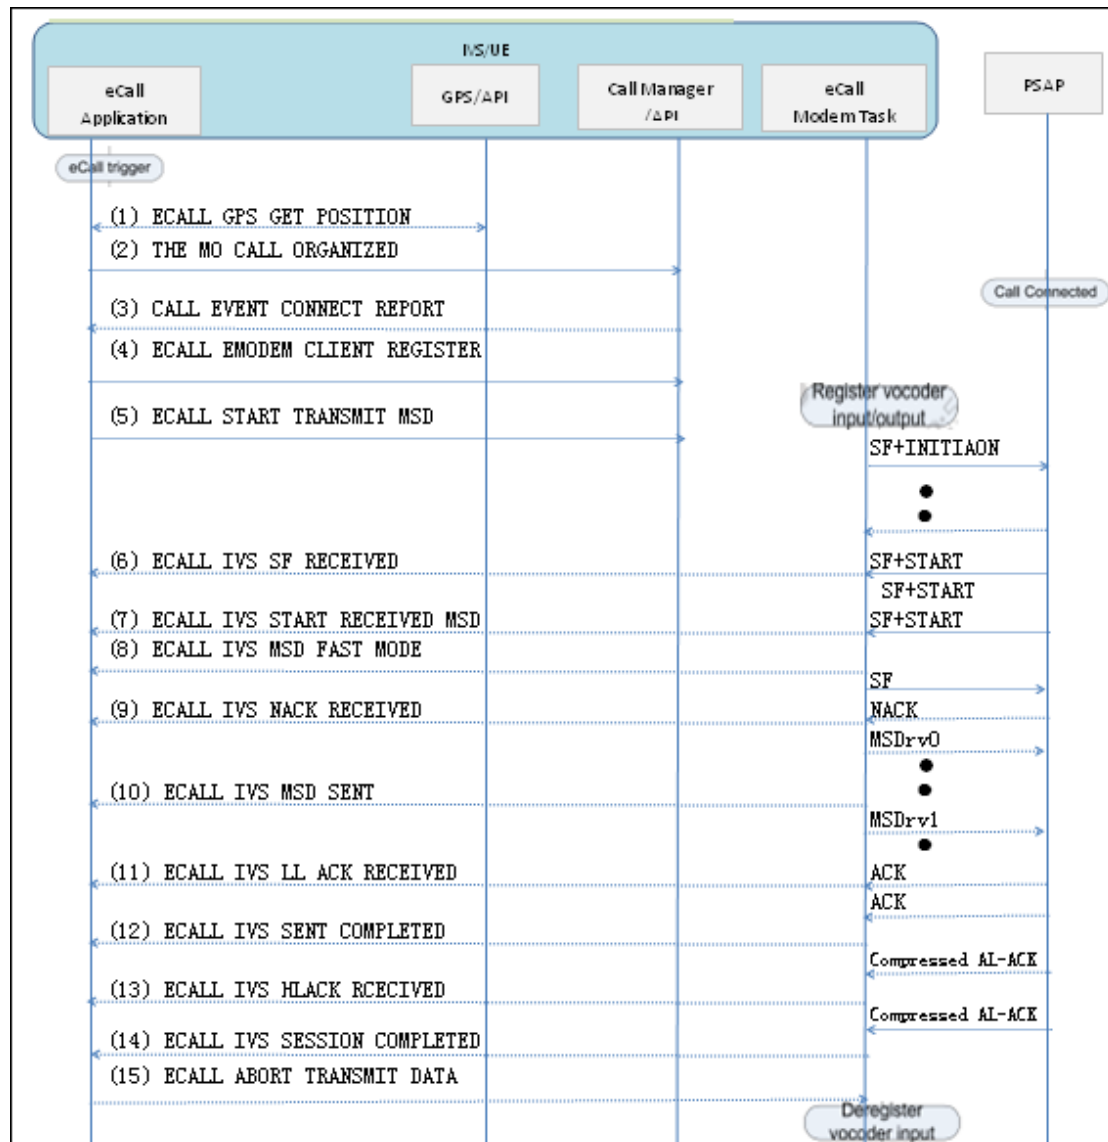 IVS/UE
eCall
Application
GPS/API
Call Manager
/API
eCall
Modem Task
PSAP
eCall trigger
(1) ECALL GPS GET POSITION
(2) THE MO CALL ORGANIZED
Call Connected
(3) CALL EVENT CONNECT REPORT
(4) ECALL EMODEM CLIENT REGISTER
Register vocoder
input/output
(5) ECALL START TRANSMIT MSD
SF+INITIAON
(6) ECALL IVS SF RECEIVED
SF+START
SF+START
(7) ECALL IVS START RECEIVED MSD
SF+START
(8) ECALL IVS MSD FAST MODE
SF
(9) ECALL IVS NACK RECEIVED
NACK
MSDrv0
(10) ECALL IVS MSD SENT
MSDrv1
(11) ECALL IVS LL ACK RECEIVED
ACK
ACK
(12) ECALL IVS SENT COMPLETED
Compressed AL-ACK
(13) ECALL IVS HLACK RCECIVED
Compressed AL-ACK
(14) ECALL IVS SESSION COMPLETED
(15) ECALL ABORT TRANSMIT DATA
Deregister
vocoder input